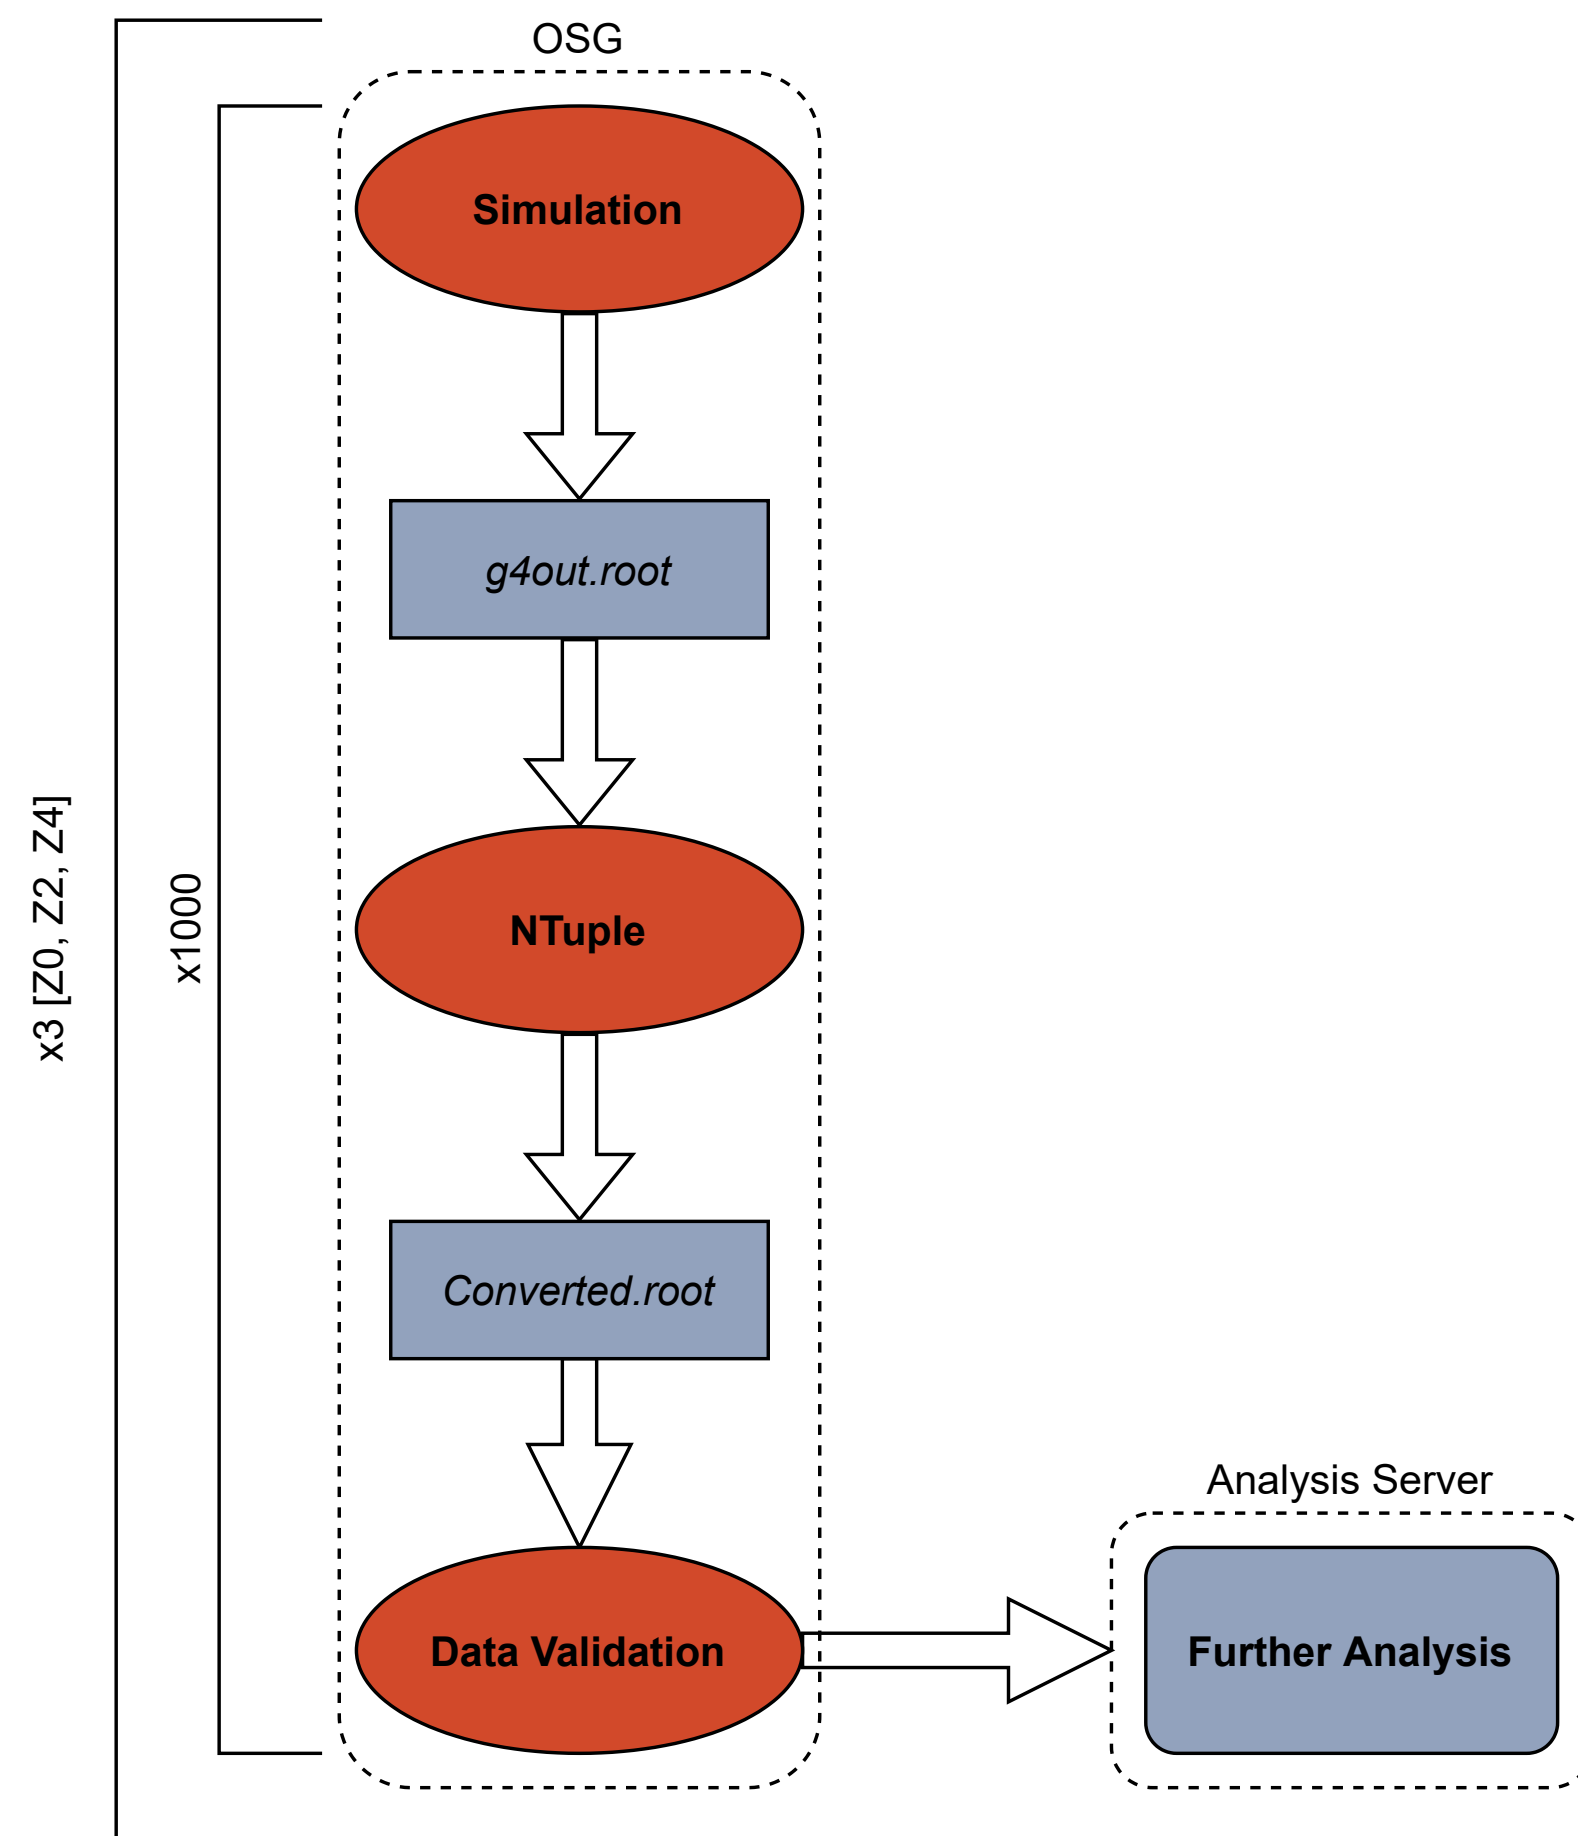 OSG
Simulation
g4out.root
x3 [Z0, Z2, Z4]
x1000
NTuple
Converted.root
Analysis Server
Data Validation
Further Analysis